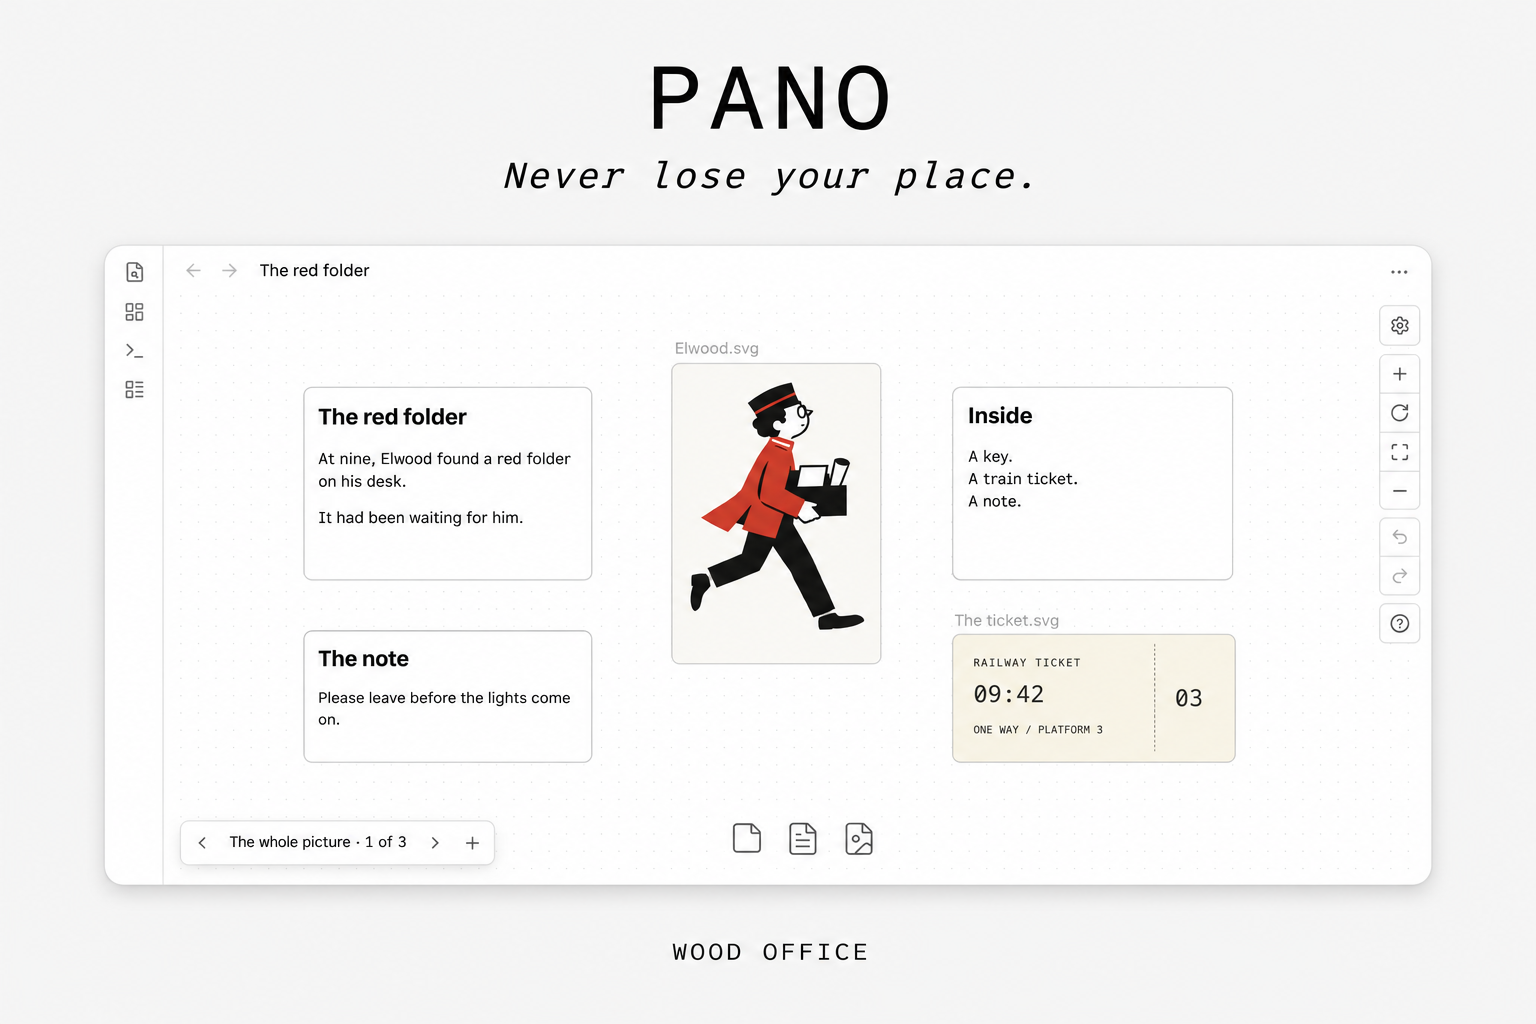 PANO
Never lose your place.
The red folder
Elwood.svg
The red folder
At nine, Elwood found a red folder
on his desk.
It had been waiting for him.
Inside
A key.
A train ticket.
A note.
The note
Please leave before the lights come
on.
The ticket.svg
RAILWAY TICKET
09:42
ONE WAY / PLATFORM 3
03
The whole picture · 1 of 3
WOOD OFFICE